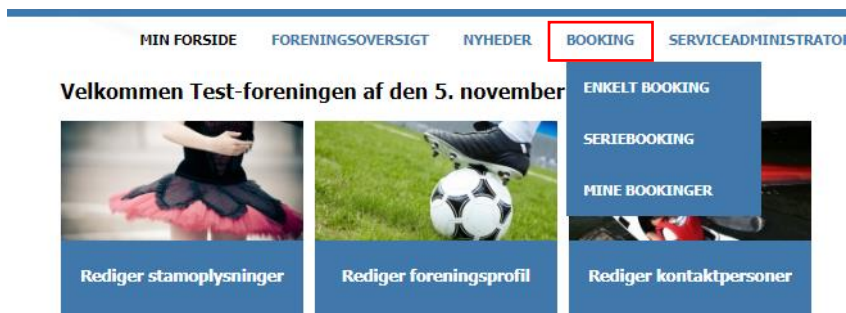 MIN FORSIDE FORENINGSOVERSIGT NYHEDER BOOKING SERVICEADMINISTRATOR
Velkommen Test-foreningen af den 5. november
ENKELT BOOKING
SERIEBOOKING
MINE BOOKINGER
Rediger stamoplysninger Rediger foreningsprofil Rediger kontaktpersoner